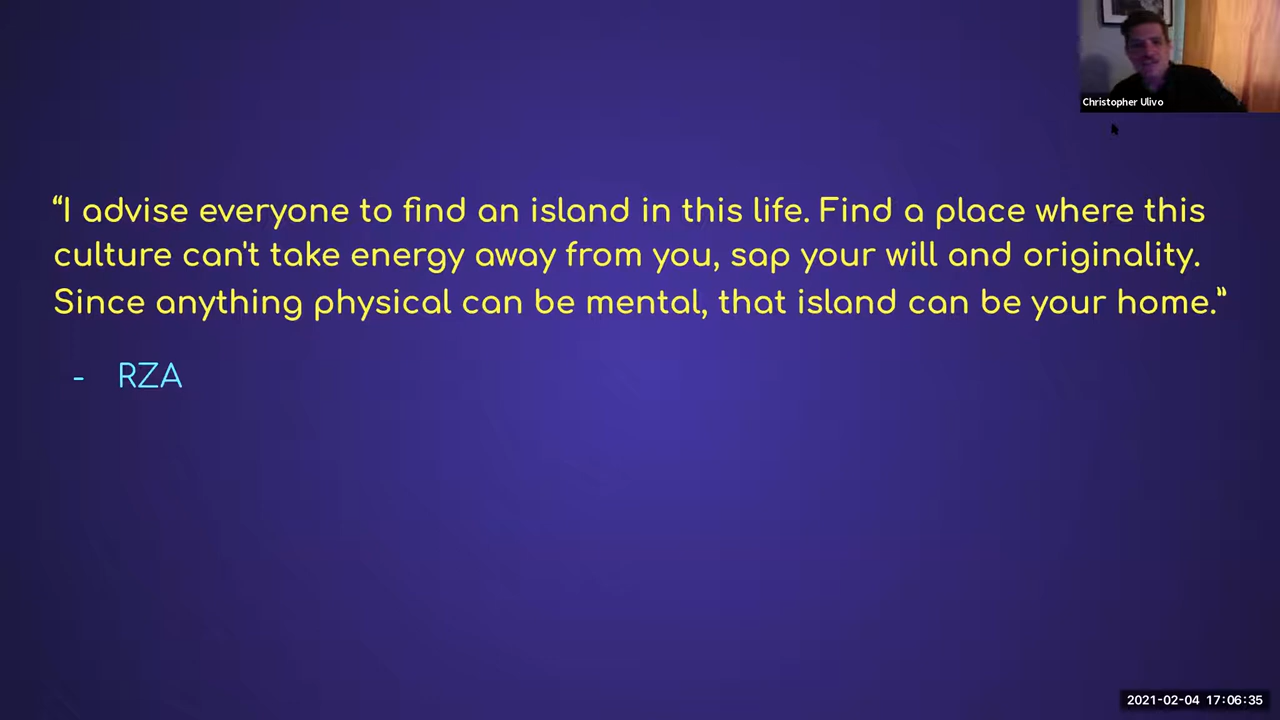 Christopher Ulivo
“I advise everyone to find an island in this life. Find a place where this
culture can't take energy away from you, sap your will and originality.
Since anything physical can be mental, that island can be your home.”
- RZA
2021-02-04 17:06:35